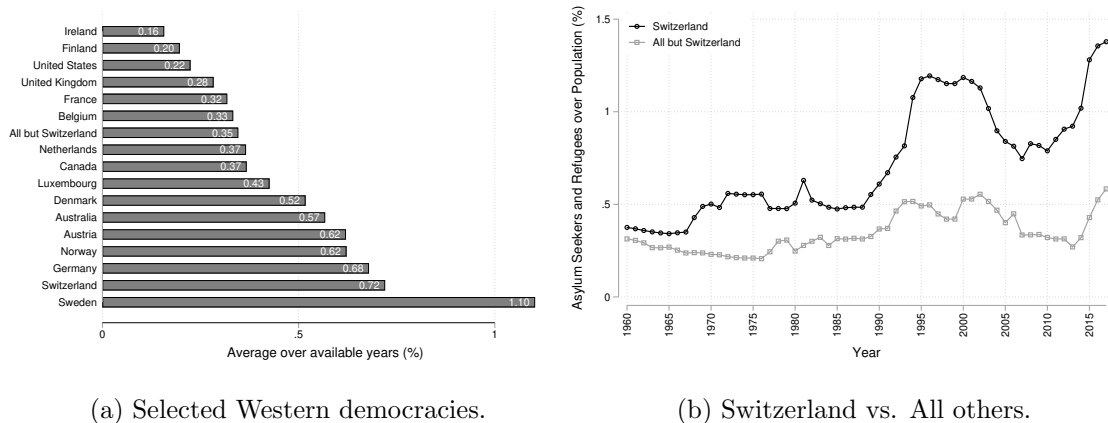 Ireland 0.16
Finland 0.20
United States 0.22
United Kingdom 0.28
France 0.32
Belgium 0.33
All but Switzerland 0.35
Netherlands 0.37
Canada 0.37
Luxembourg 0.43
Denmark 0.52
Australia 0.57
Austria 0.62
Norway 0.62
Germany 0.68
Switzerland 0.72
Sweden 1.10
0 .5 1
Average over available years (%)
(a) Selected Western democracies.
Asylum Seekers and Refugees over Population (%)
1.5
1
.5
0
Switzerland
All but Switzerland
1960 1965 1970 1975 1980 1985 1990 1995 2000 2005 2010 2015
Year
(b) Switzerland vs. All others.